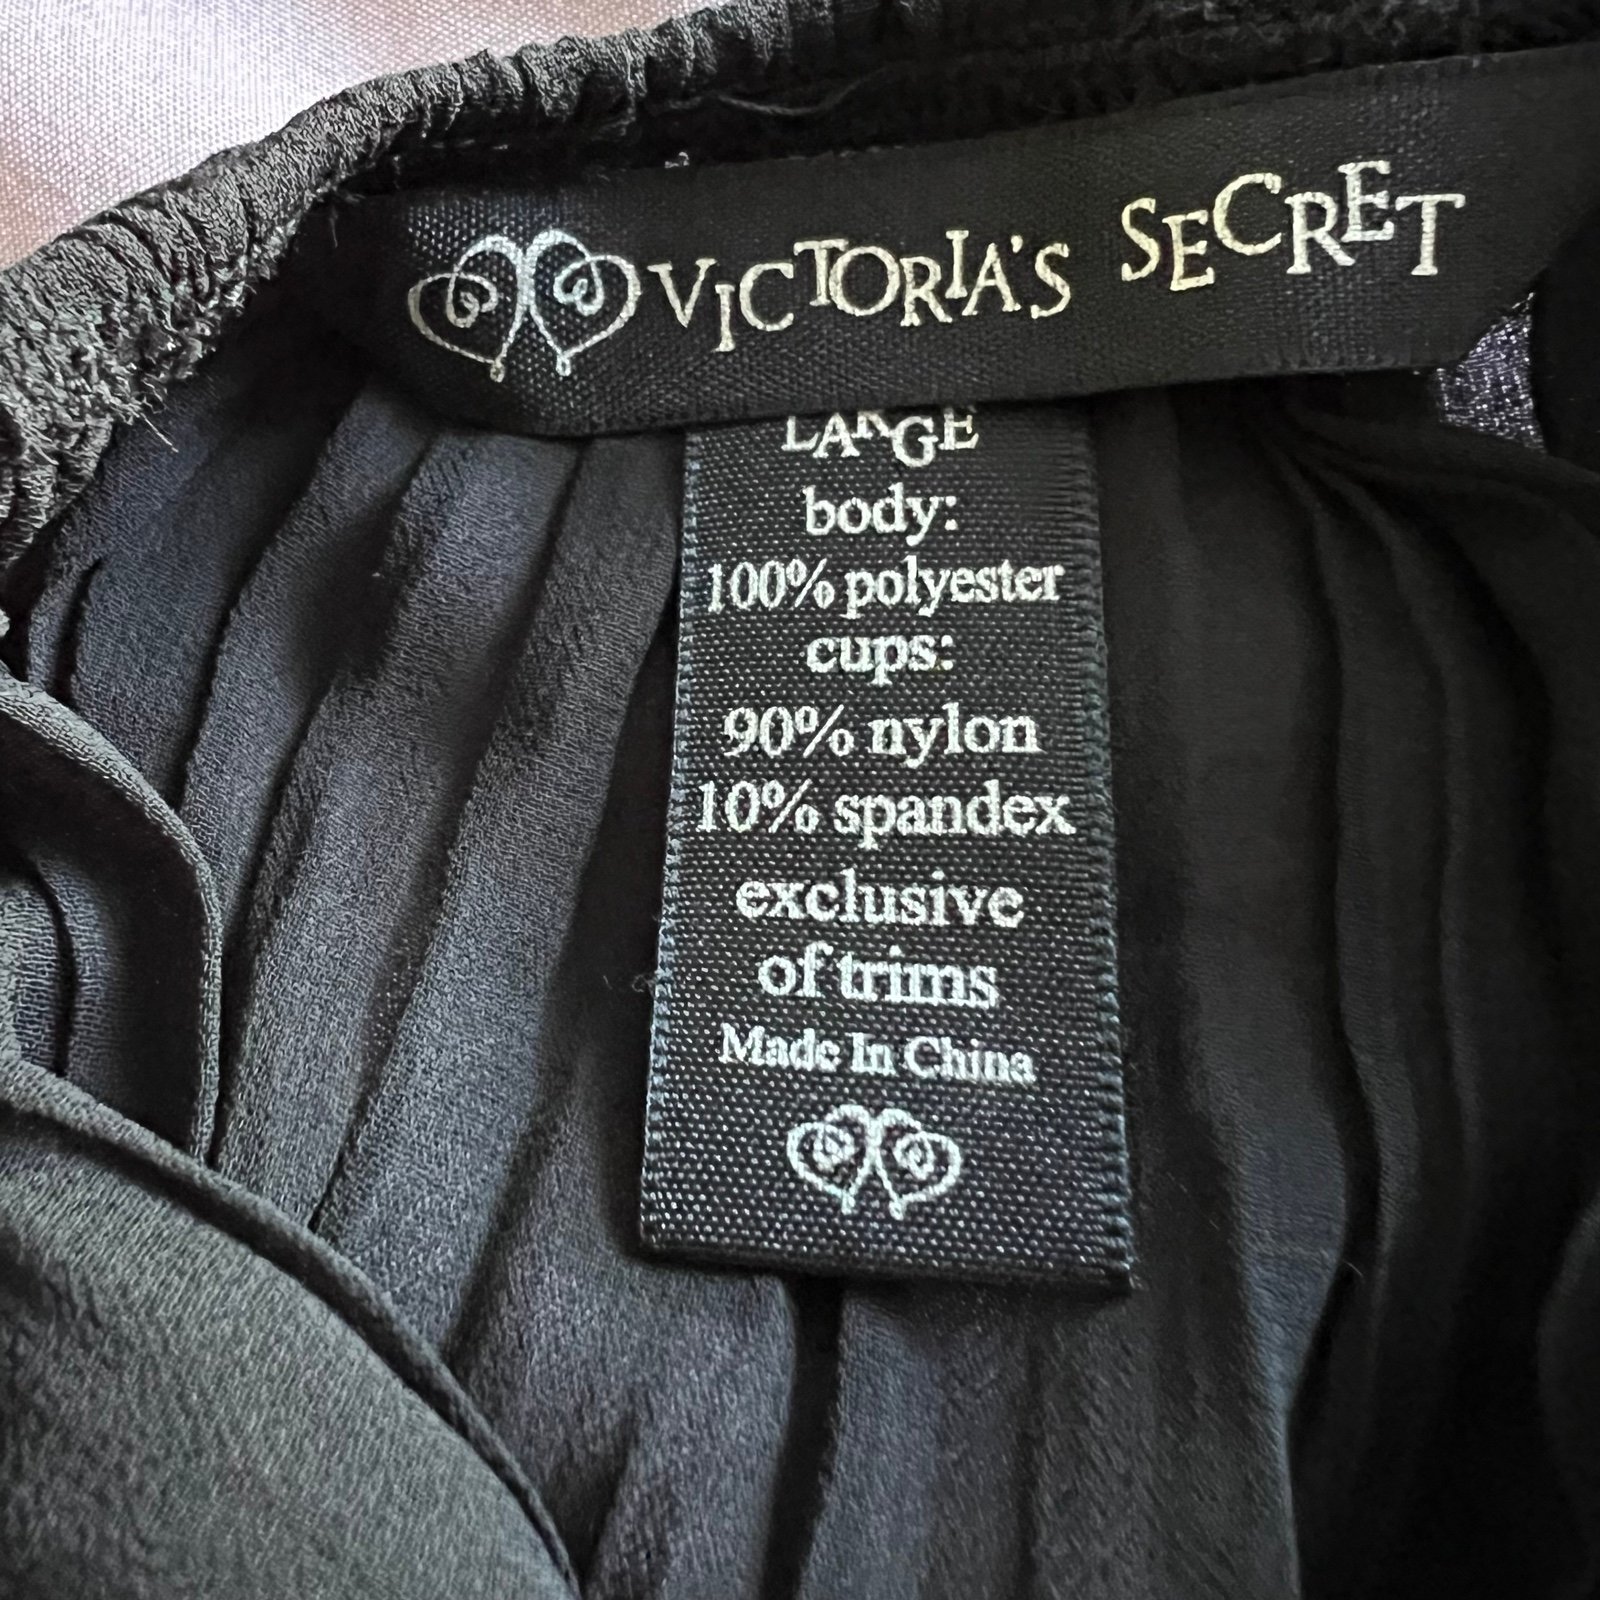 VICTORIA'S SECRET
LARGE
body:
100% polyester
cups:
90% nylon
10% spandex
exclusive
of trims
Made In China